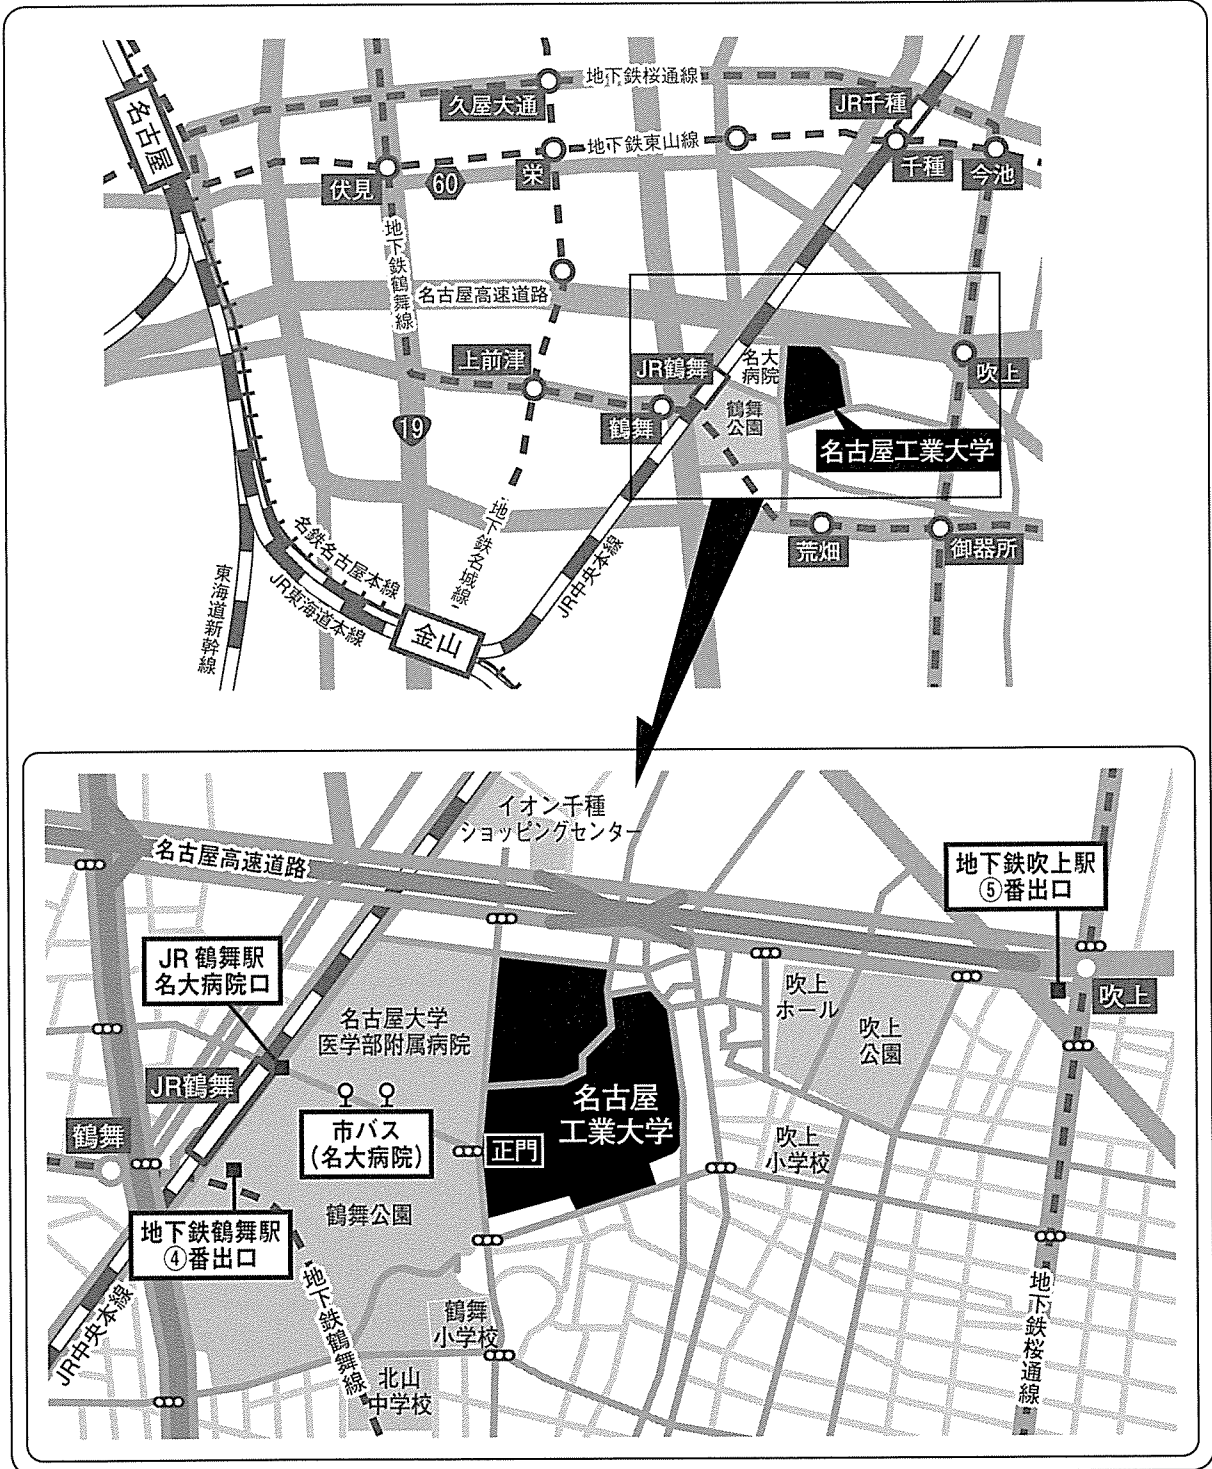 地下鉄桜通線
久屋大通
JR千種
名古屋
地下鉄東山線
伏見
60
栄
千種
今池
地下鉄鶴舞線
名古屋高速道路
上前津
JR鶴舞
名大
病院
吹上
鶴舞
公園
鶴舞
19
名古屋工業大学
地下鉄名城線
荒畑
御器所
名鉄名古屋本線
JR東海道本線
東海道新幹線
JR中央本線
金山
イオン千種
ショッピングセンター
名古屋高速道路
地下鉄吹上駅
⑤番出口
JR 鶴舞駅
名大病院口
吹上
ホール
吹上
名古屋大学
医学部附属病院
吹上
公園
JR鶴舞
名古屋
工業大学
鶴舞
市バス
(名大病院)
正門
吹上
小学校
鶴舞公園
地下鉄鶴舞駅
④番出口
地下鉄鶴舞線
鶴舞
小学校
JR中央本線
北山
中学校
地下鉄桜通線